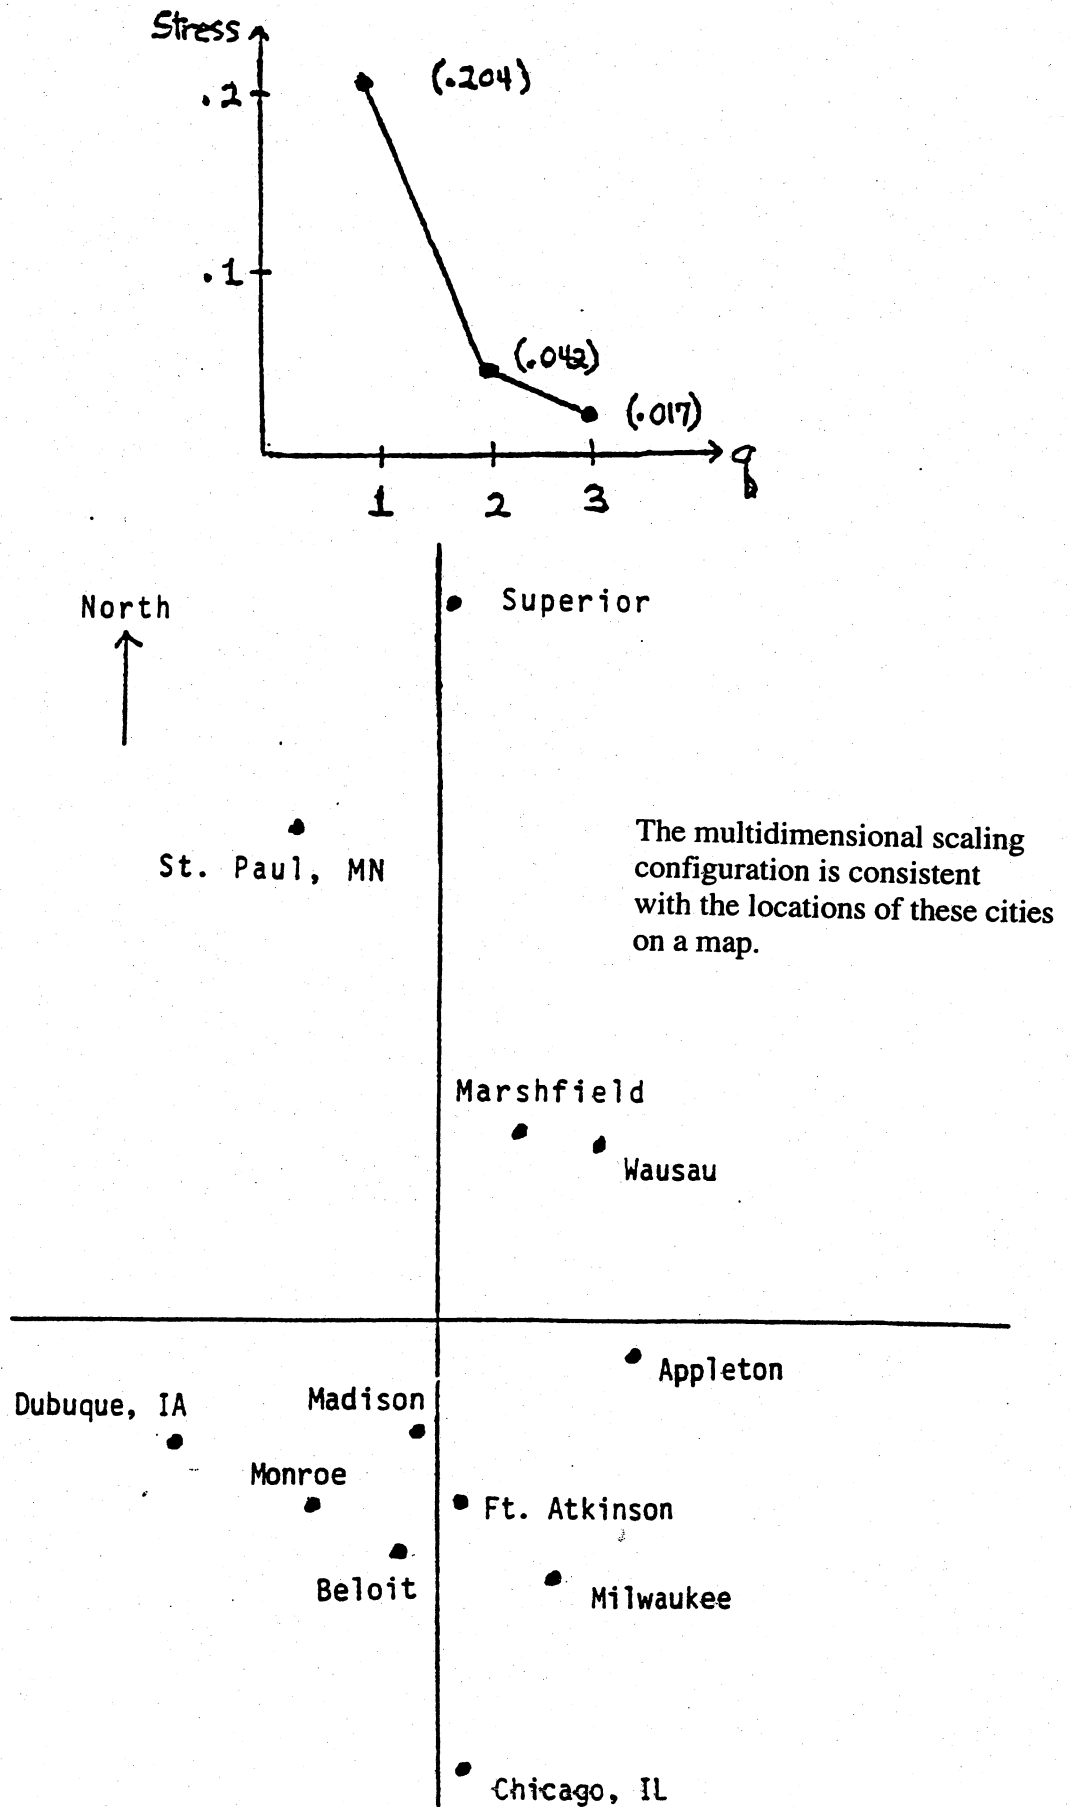 Stress
(.204)
.2
.1
(.042)
(.017)
q
1 2 3
North
Superior
St. Paul, MN
The multidimensional scaling
configuration is consistent
with the locations of these cities
on a map.
Marshfield
Wausau
Appleton
Dubuque, IA
Madison
Monroe
Ft. Atkinson
Beloit
Milwaukee
Chicago, IL